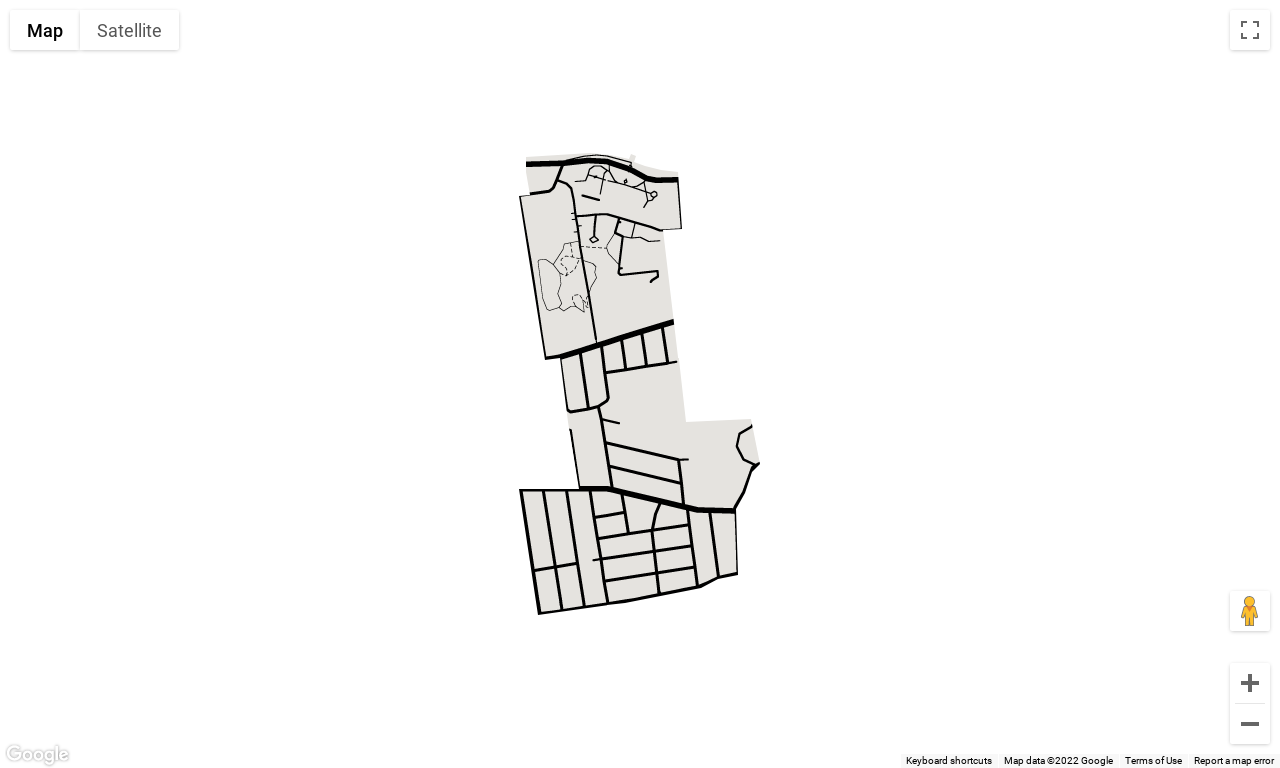 Map Satellite
Google
Keyboard shortcuts Map data ©2022 Google Terms of Use Report a map error